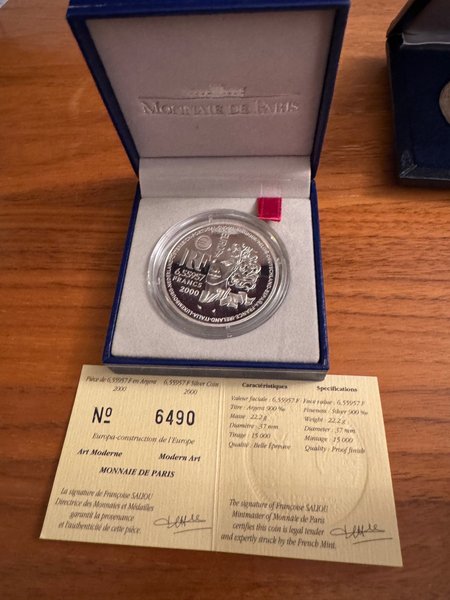 MONNAIE DE PARIS
RF
6,55957
FRANCS
2000
Pièce de 6,55957 F en Argent
2000
6,55957 F Silver Coin
2000
No 6490
Europa-construction de l'Europe
Art Moderne Modern Art
MONNAIE DE PARIS
La signature de Françoise SALIOU
Directrice des Monnaies et Médailles
garantit la provenance
et l'authenticité de cette pièce.
Caractéristiques
Valeur faciale : 6,55957 F
Titre : Argent 900 ‰
Masse : 22.2 g
Diamètre : 37 mm
Tirage : 15 000
Qualité : Belle Épreuve
Specifications
Face value : 6,55957 F
Fineness : Silver 900 ‰
Weight : 22.2 g
Diameter : 37 mm
Mintage : 15 000
Quality : Proof finish
The signature of Françoise SALIOU
Mintmaster of Monnaie de Paris
certifies this coin is legal tender
and expertly struck by the French Mint.